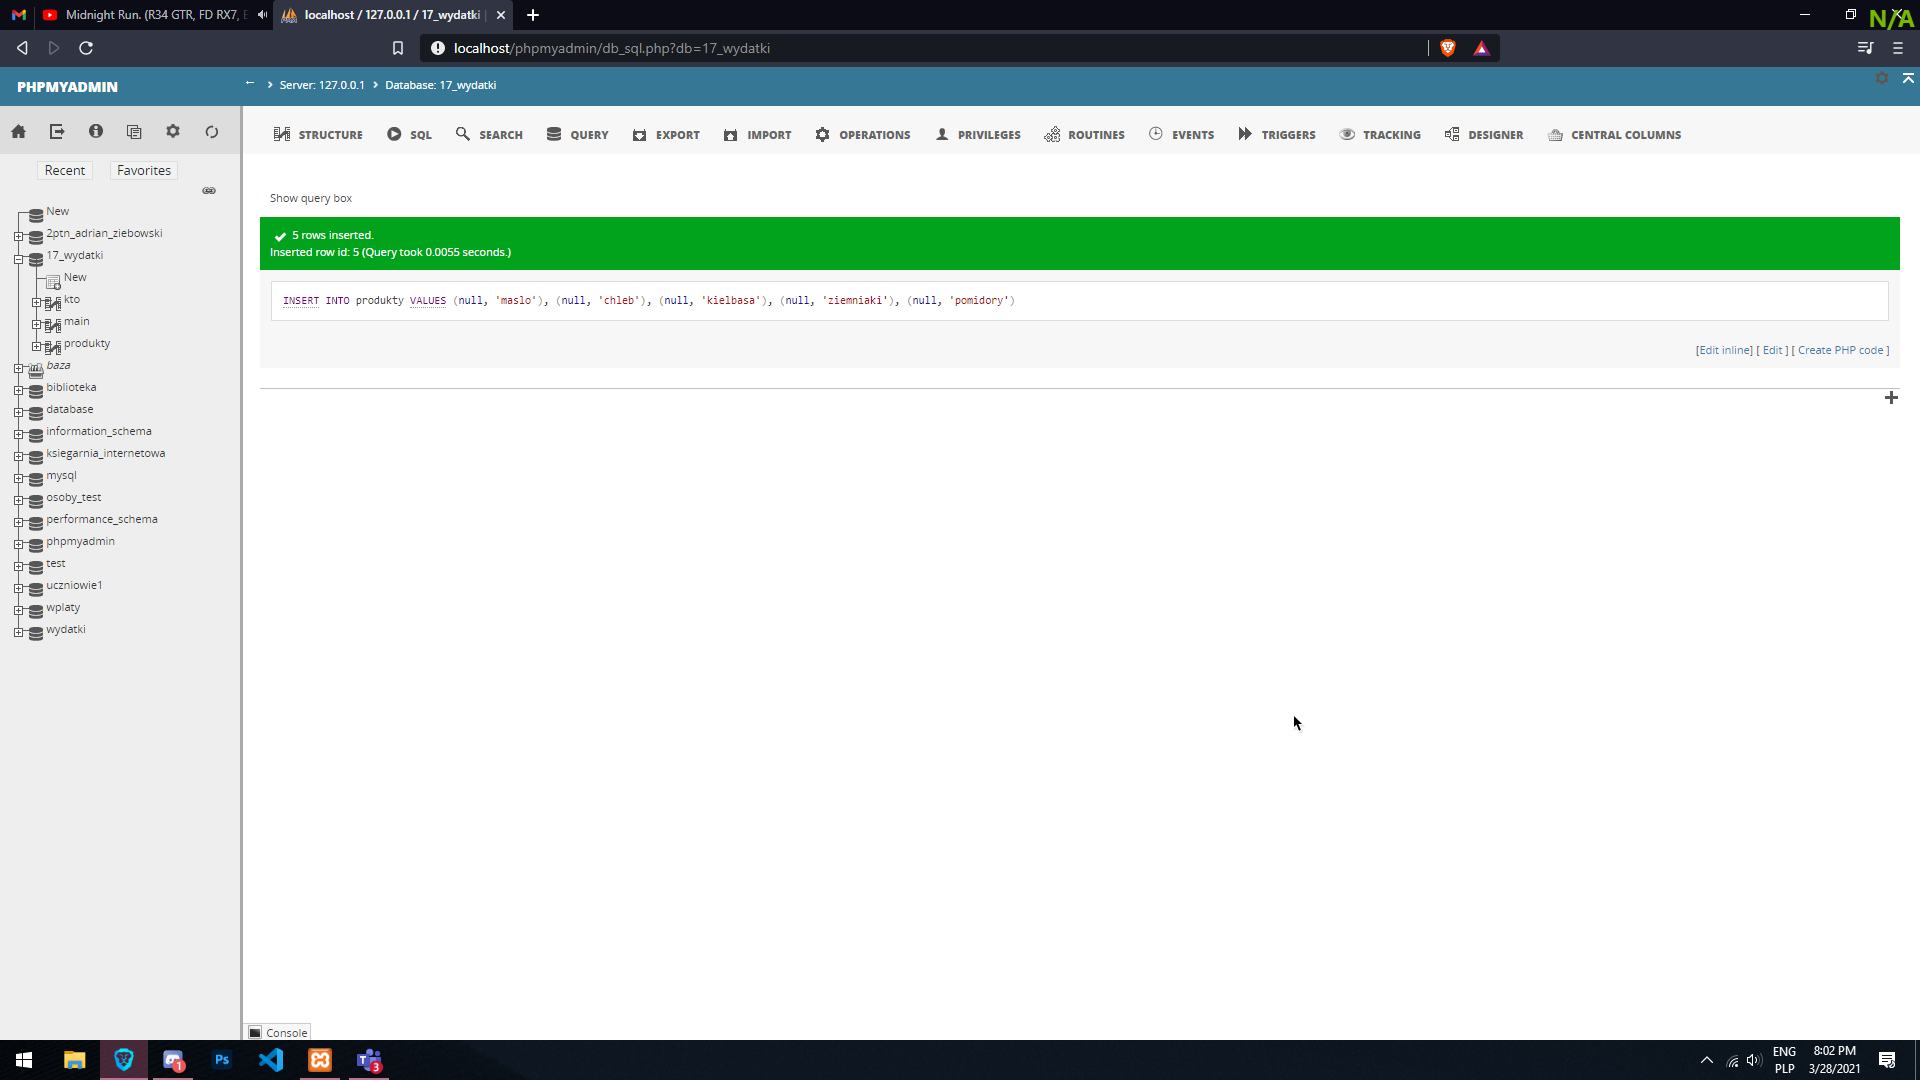 Midnight Run. (R34 GTR, FD RX7, E
localhost / 127.0.0.1 / 17_wydatki |
N/A
localhost/phpmyadmin/db_sql.php?db=17_wydatki
PHPMYADMIN
Server: 127.0.0.1 Database: 17_wydatki
STRUCTURE SQL SEARCH QUERY EXPORT IMPORT OPERATIONS PRIVILEGES ROUTINES EVENTS TRIGGERS TRACKING DESIGNER CENTRAL COLUMNS
Recent Favorites
New
2ptn_adrian_ziebowski
17_wydatki
New
kto
main
produkty
baza
biblioteka
database
information_schema
ksiegarnia_internetowa
mysql
osoby_test
performance_schema
phpmyadmin
test
uczniowie1
wplaty
wydatki
Show query box
5 rows inserted.
Inserted row id: 5 (Query took 0.0055 seconds.)
INSERT INTO produkty VALUES (null, 'maslo'), (null, 'chleb'), (null, 'kielbasa'), (null, 'ziemniaki'), (null, 'pomidory')
[Edit inline] [ Edit ] [ Create PHP code ]
Console
Ps
1
3
ENG
PLP
8:02 PM
3/28/2021